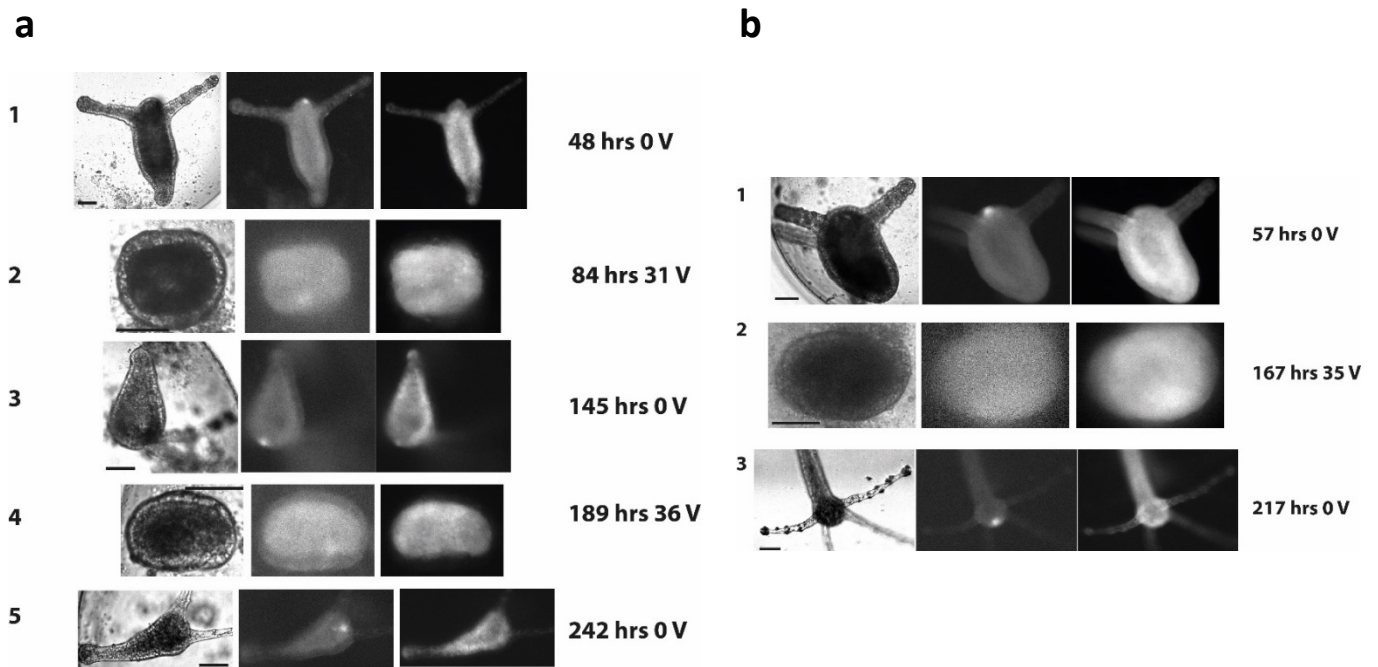 a
1
48 hrs 0 V
2
84 hrs 31 V
3
145 hrs 0 V
4
189 hrs 36 V
5
242 hrs 0 V
b
1
57 hrs 0 V
2
167 hrs 35 V
3
217 hrs 0 V